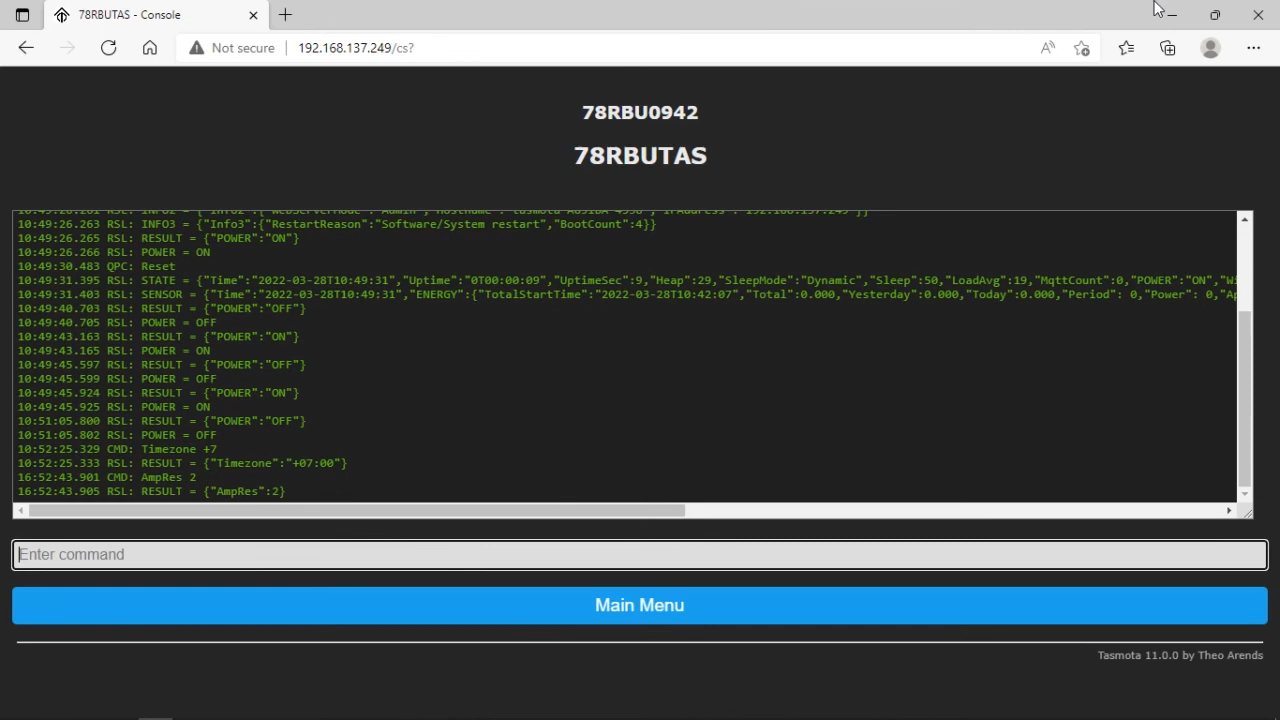 78RBUTAS - Console
Not secure 192.168.137.249/cs?
78RBU0942
78RBUTAS
10:49:26.263 RSL: INFO3 = {"Info3":{"RestartReason":"Software/System restart","BootCount":4}}
10:49:26.265 RSL: RESULT = {"POWER":"ON"}
10:49:26.266 RSL: POWER = ON
10:49:30.483 QPC: Reset
10:49:31.395 RSL: STATE = {"Time":"2022-03-28T10:49:31","Uptime":"0T00:00:09","UptimeSec":9,"Heap":29,"SleepMode":"Dynamic","Sleep":50,"LoadAvg":19,"MqttCount":0,"POWER":"ON",
10:49:31.403 RSL: SENSOR = {"Time":"2022-03-28T10:49:31","ENERGY":{"TotalStartTime":"2022-03-28T10:42:07","Total":0.000,"Yesterday":0.000,"Today":0.000,"Period": 0,"Power": 0,
10:49:40.703 RSL: RESULT = {"POWER":"OFF"}
10:49:40.705 RSL: POWER = OFF
10:49:43.163 RSL: RESULT = {"POWER":"ON"}
10:49:43.165 RSL: POWER = ON
10:49:45.597 RSL: RESULT = {"POWER":"OFF"}
10:49:45.599 RSL: POWER = OFF
10:49:45.924 RSL: RESULT = {"POWER":"ON"}
10:49:45.925 RSL: POWER = ON
10:51:05.800 RSL: RESULT = {"POWER":"OFF"}
10:51:05.802 RSL: POWER = OFF
10:52:25.329 CMD: Timezone +7
10:52:25.333 RSL: RESULT = {"Timezone":"+07:00"}
16:52:43.901 CMD: AmpRes 2
16:52:43.905 RSL: RESULT = {"AmpRes":2}
Enter command
Main Menu
Tasmota 11.0.0 by Theo Arends